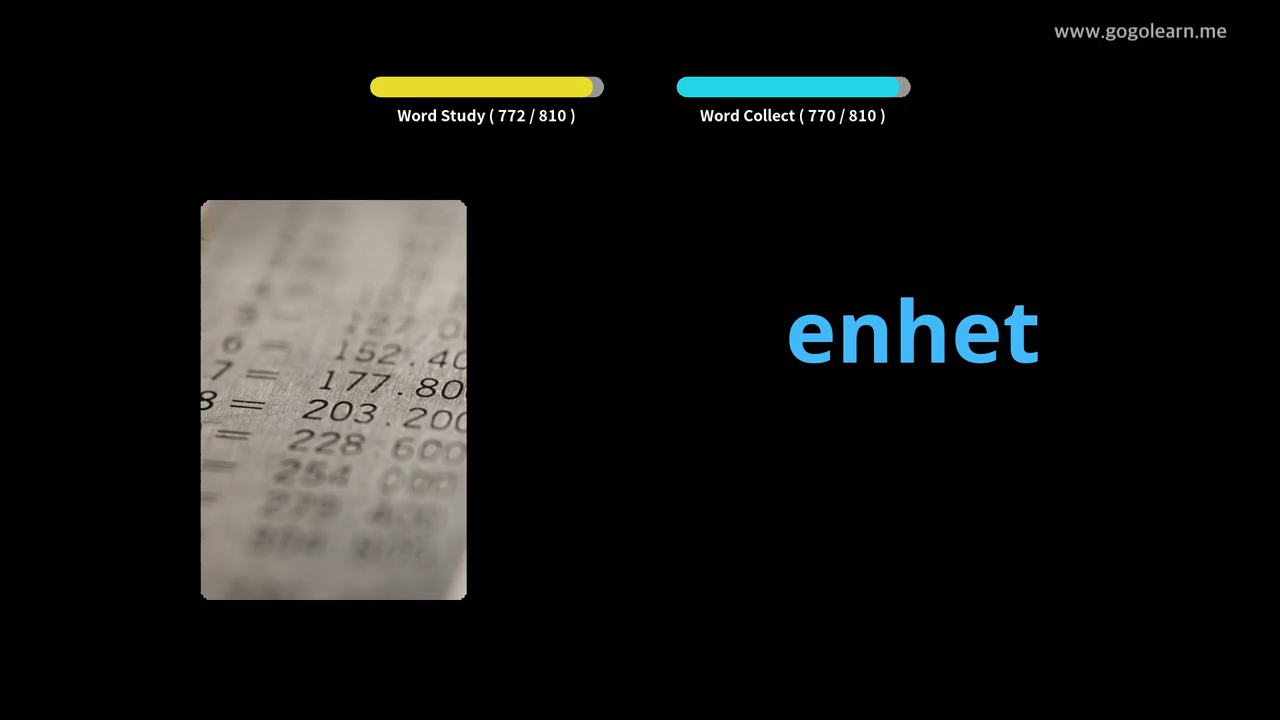 www.gogolearn.me
Word Study ( 772 / 810 )
Word Collect ( 770 / 810 )
enhet
6 = 152.40
7 = 177.80
8 = 203.200
= 228.600
254